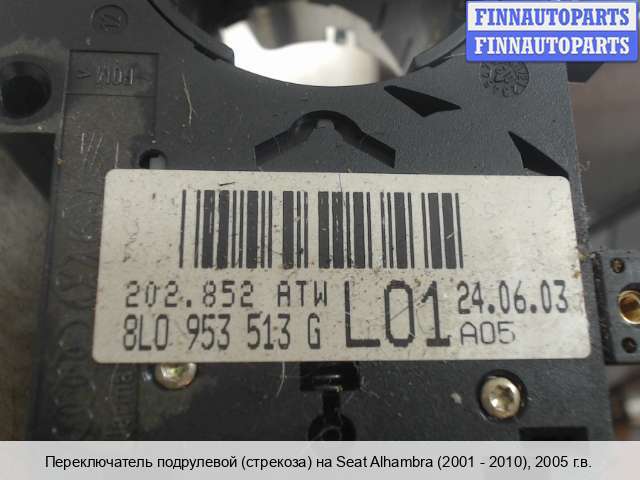 FINNAUTOPARTS
FINNAUTOPARTS
>POM<
202.852 ATW
8L0 953 513 G
L01
24.06.03
A05
Переключатель подрулевой (стрекоза) на Seat Alhambra (2001 - 2010), 2005 г.в.